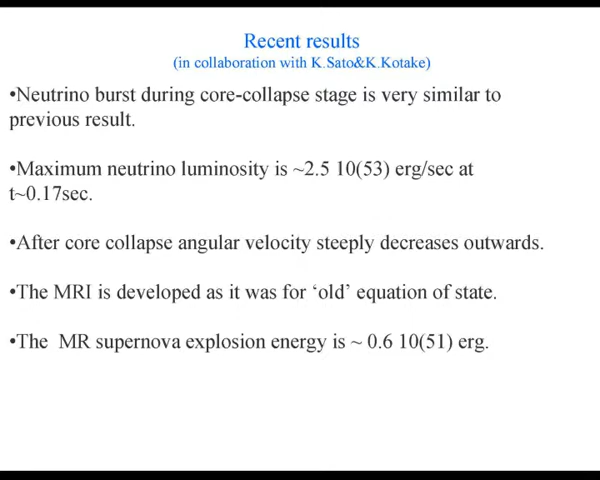 Recent results
(in collaboration with K.Sato&K.Kotake)
•Neutrino burst during core-collapse stage is very similar to
previous result.
•Maximum neutrino luminosity is ~2.5 10(53) erg/sec at
t~0.17sec.
•After core collapse angular velocity steeply decreases outwards.
•The MRI is developed as it was for ‘old’ equation of state.
•The  MR supernova explosion energy is ~ 0.6 10(51) erg.